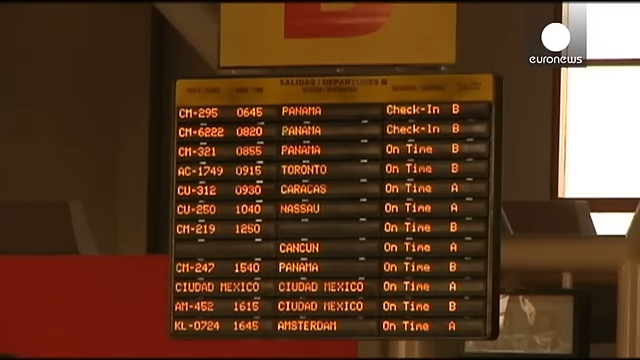 B
euronews
SALIDAS / DEPARTURES B
CM-295 0645 PANAMA Check-In B
CM-6222 0820 PANAMA Check-In B
CM-321 0855 PANAMA On Time B
AC-1749 0915 TORONTO On Time B
CU-312 0930 CARACAS On Time A
CU-250 1040 NASSAU On Time A
CM-219 1250 On Time B
CANCUN On Time A
CM-247 1540 PANAMA On Time B
CIUDAD MEXICO CIUDAD MEXICO On Time A
AM-452 1615 CIUDAD MEXICO On Time B
KL-0724 1645 AMSTERDAM On Time A